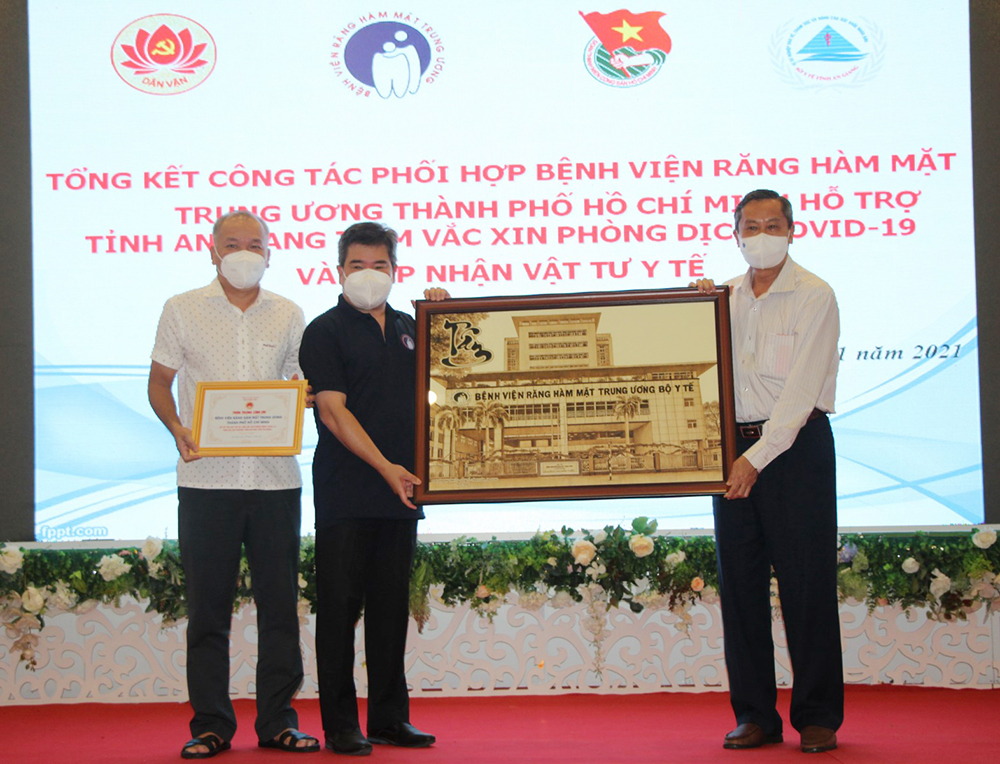 DÂN VẬN
BỆNH VIỆN RĂNG HÀM MẶT TRUNG ƯƠNG
TỔNG KẾT CÔNG TÁC PHỐI HỢP BỆNH VIỆN RĂNG HÀM MẶT
TRUNG ƯƠNG THÀNH PHỐ HỒ CHÍ MI HỖ TRỢ
TỈNH AN ANG M VẮC XIN PHÒNG DỊC OVID-19
VÀ P NHẬN VẬT TƯ Y TẾ
1 năm 2021
BỆNH VIỆN RĂNG HÀM MẶT TRUNG ƯƠNG BỘ Y TẾ
fppt.com